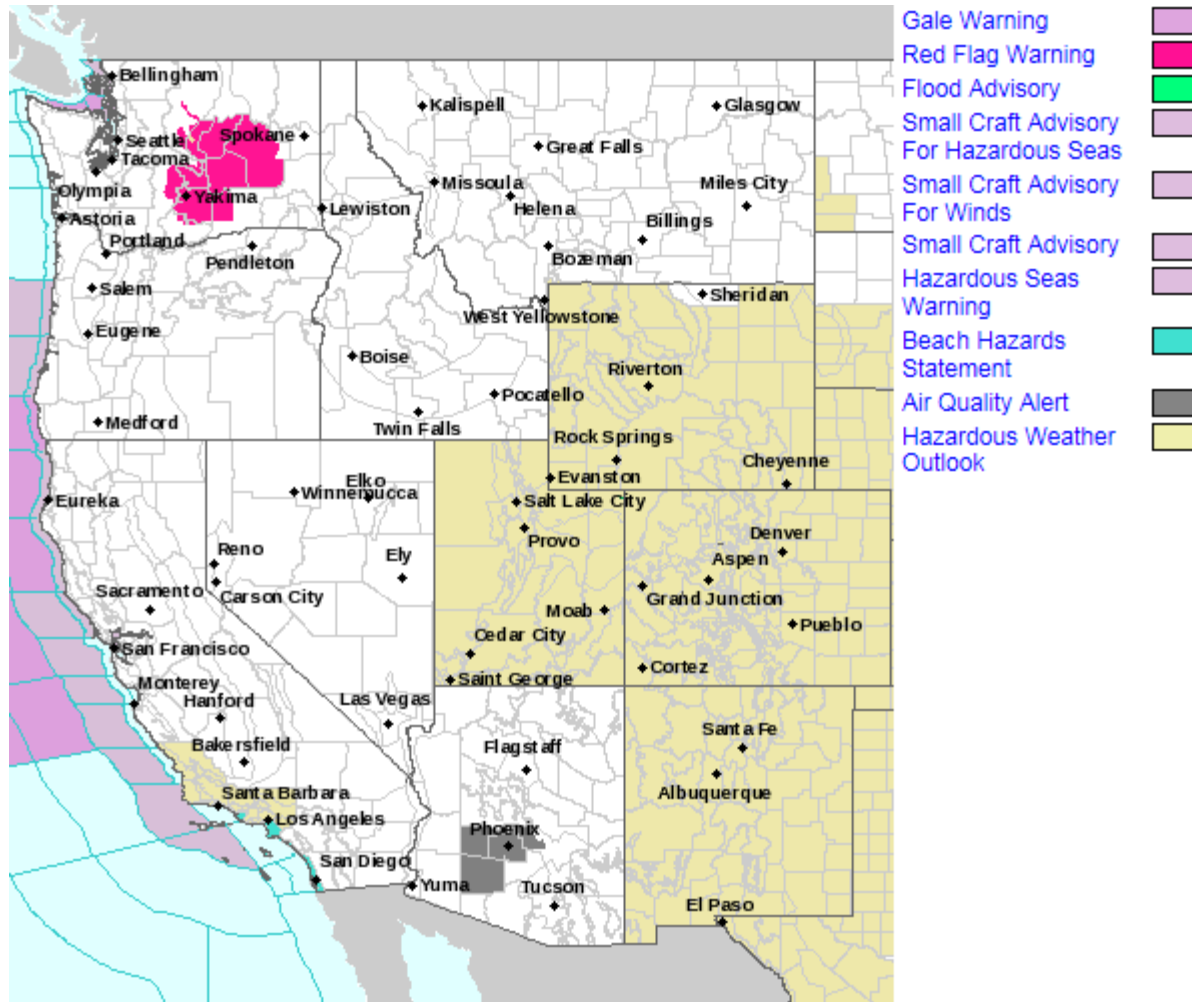 Bellingham
Kalispell
Glasgow
Seattle
Spokane
Great Falls
Tacoma
Olympia
Yakima
Missoula
Miles City
Helena
Lewiston
Astoria
Billings
Portland
Pendleton
Bozeman
Salem
Sheridan
West Yellowstone
Eugene
Boise
Riverton
Pocatello
Medford
Twin Falls
Rock Springs
Cheyenne
Elko
Evanston
Winnemucca
Eureka
Salt Lake City
Denver
Provo
Reno
Ely
Aspen
Sacramento
Carson City
Grand Junction
Moab
Pueblo
Cedar City
San Francisco
Cortez
Saint George
Monterey
Hanford
Las Vegas
Santa Fe
Bakersfield
Flagstaff
Albuquerque
Santa Barbara
Los Angeles
Phoenix
San Diego
Yuma
Tucson
El Paso
Gale Warning
Red Flag Warning
Flood Advisory
Small Craft Advisory
For Hazardous Seas
Small Craft Advisory
For Winds
Small Craft Advisory
Hazardous Seas
Warning
Beach Hazards
Statement
Air Quality Alert
Hazardous Weather
Outlook